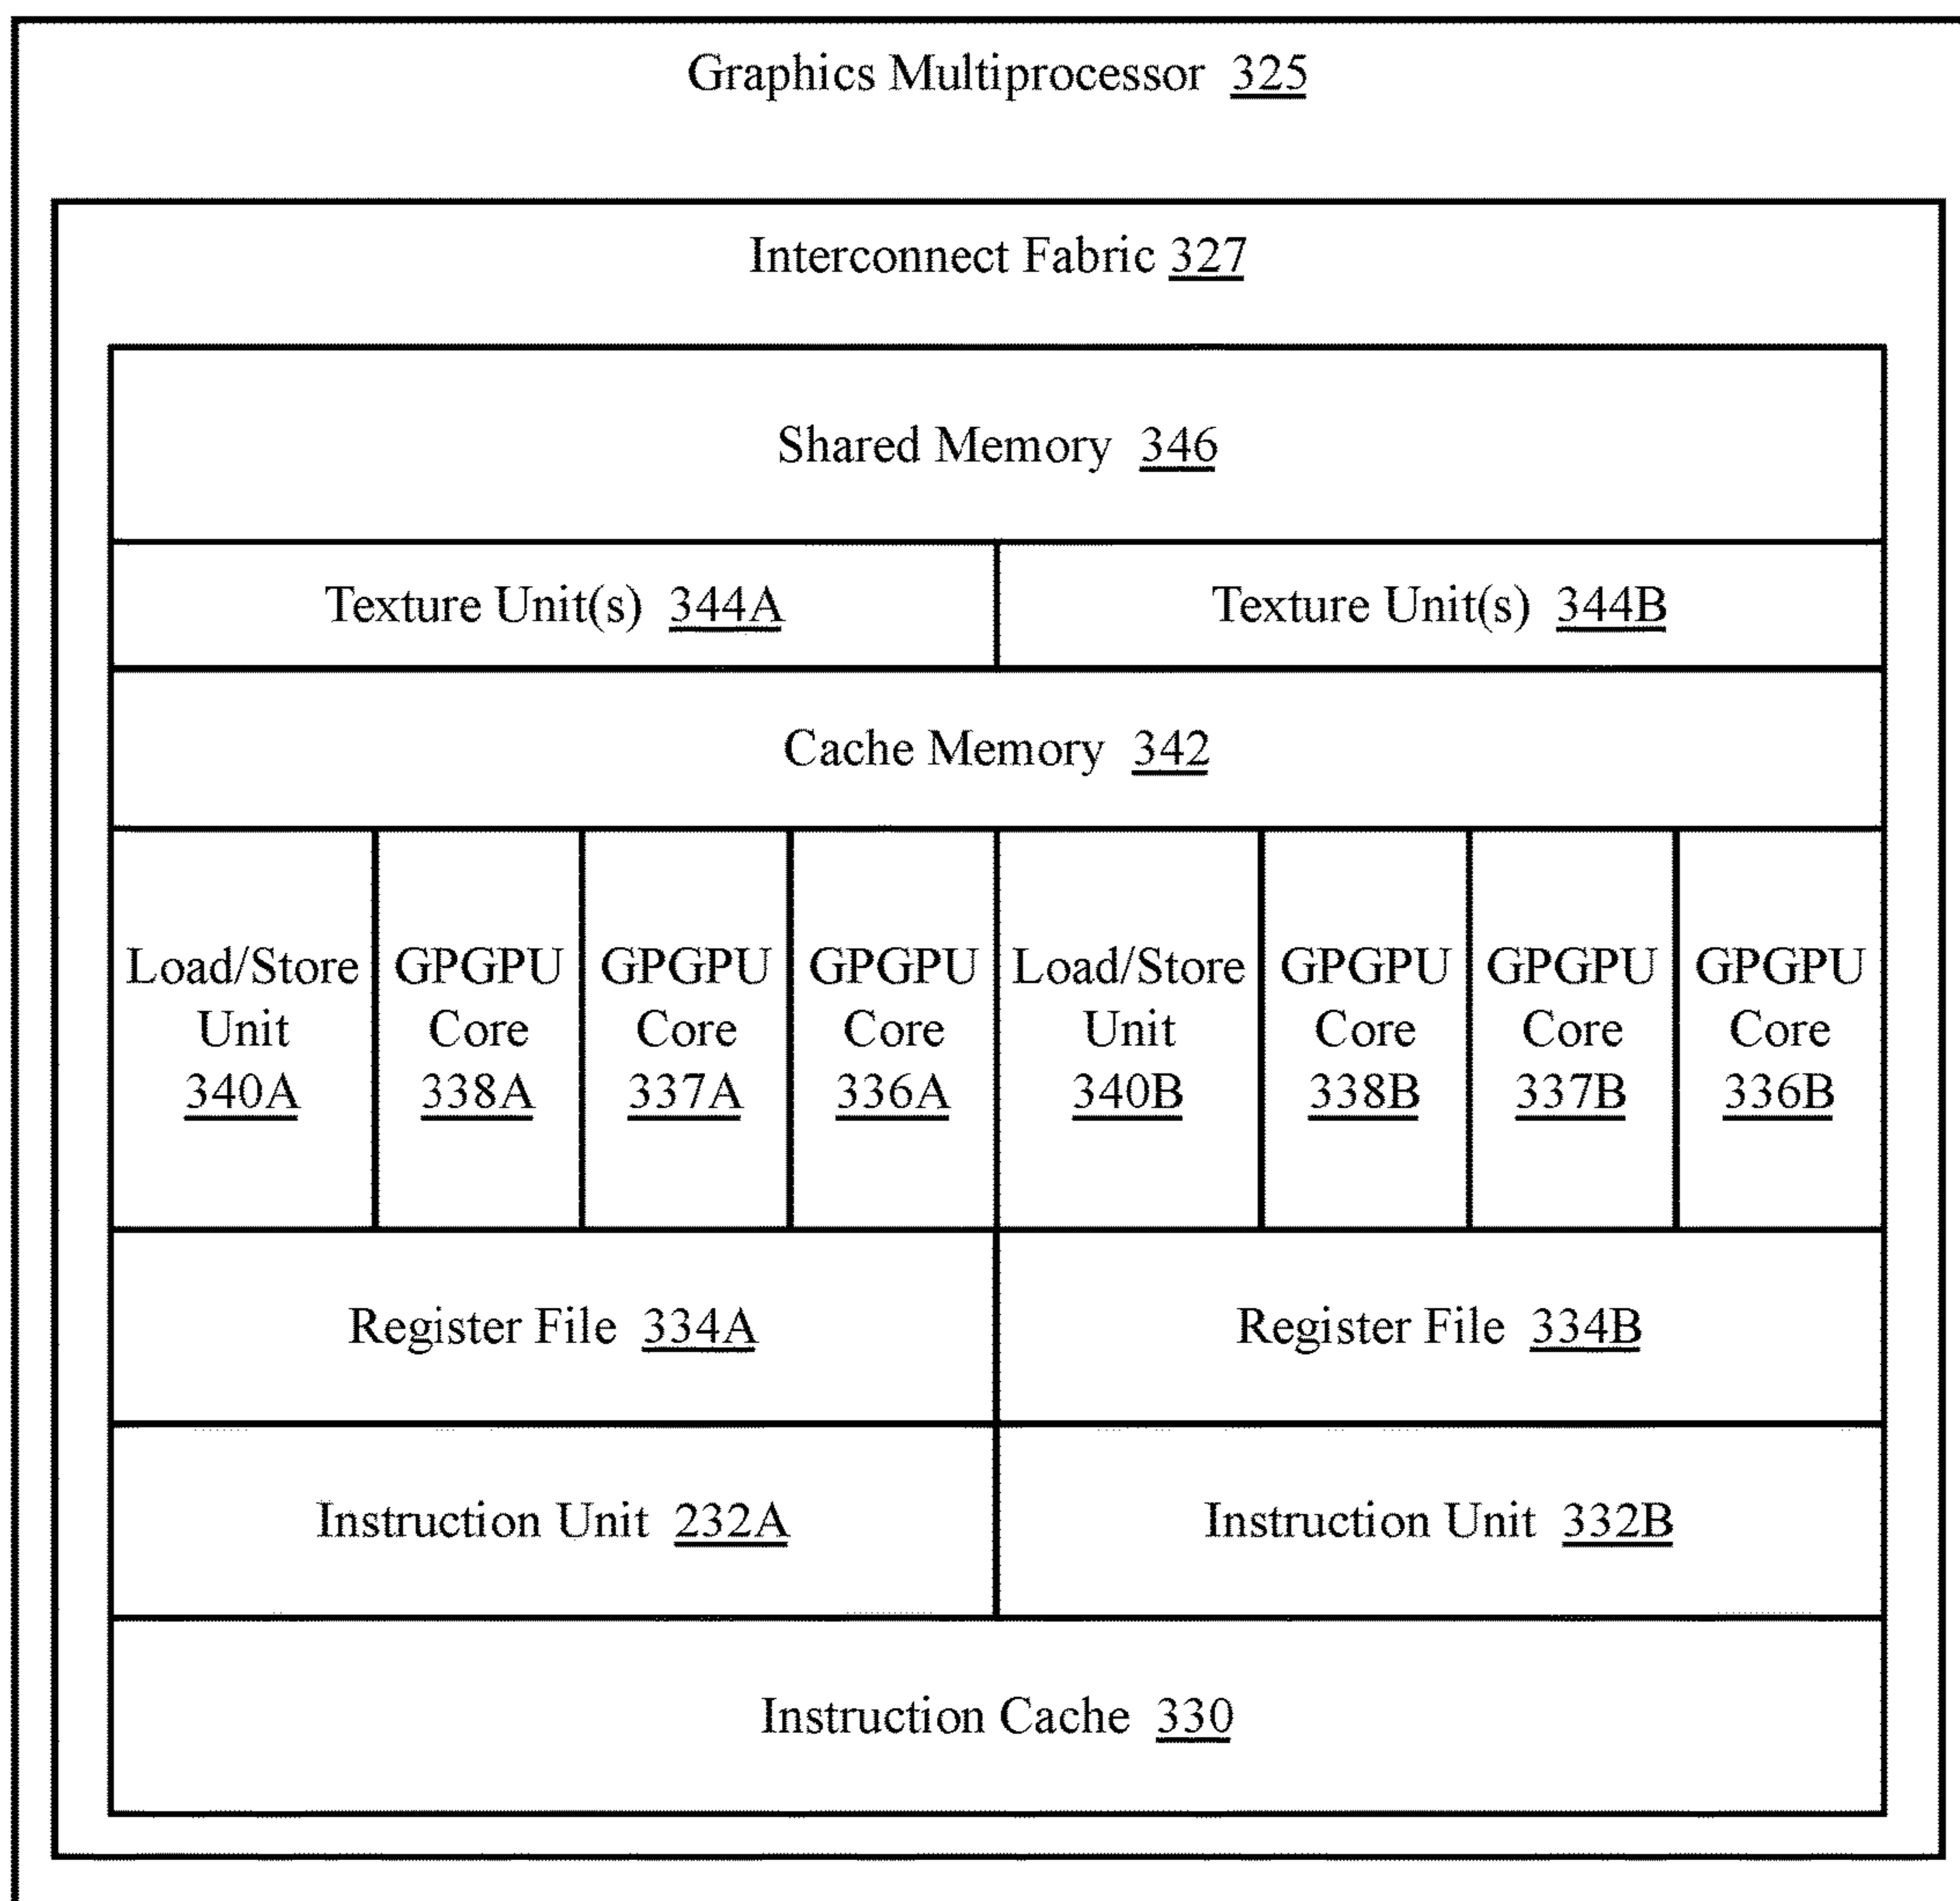 Graphics Multiprocessor 325
Interconnect Fabric 327
Shared Memory 346
Texture Unit(s) 344A
Texture Unit(s) 344B
Cache Memory 342
Load/Store
Unit
340A
GPGPU
Core
338A
GPGPU
Core
337A
GPGPU
Core
336A
Load/Store
Unit
340B
GPGPU
Core
338B
GPGPU
Core
337B
GPGPU
Core
336B
Register File 334A
Register File 334B
Instruction Unit 232A
Instruction Unit 332B
Instruction Cache 330